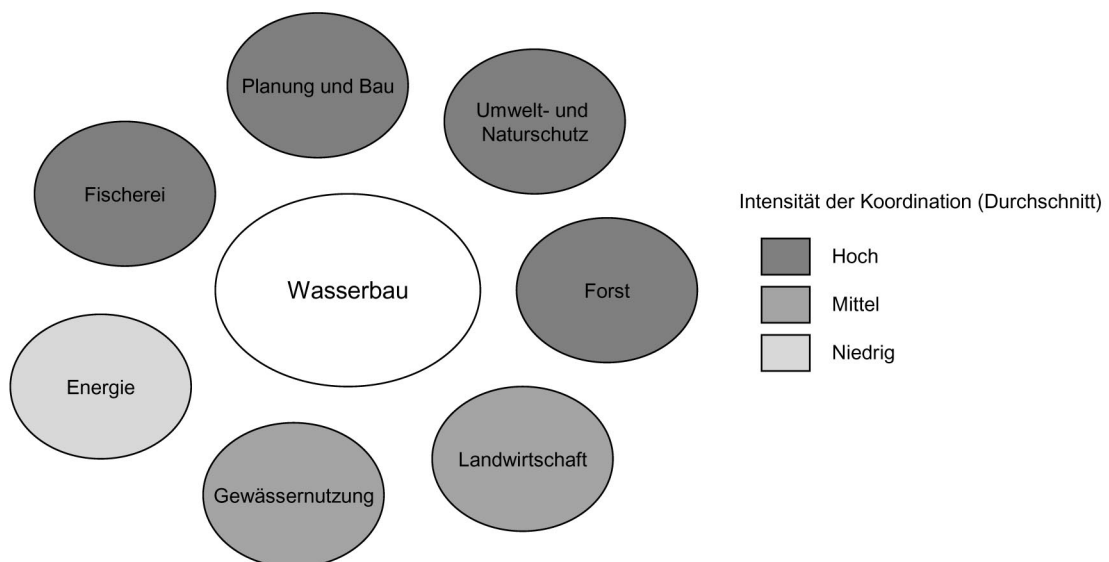 Planung und Bau
Umwelt- und
Naturschutz
Fischerei
Wasserbau
Forst
Energie
Landwirtschaft
Gewässernutzung
Intensität der Koordination (Durchschnitt)
Hoch
Mittel
Niedrig